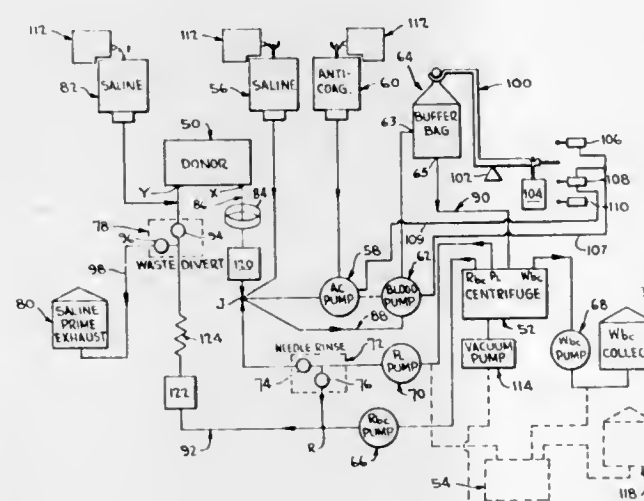 112
112
112
SALINE
82
56
SALINE
ANTI-
COAG.
60
64
100
63
BUFFER
BAG
50
DONOR
65
102
104
106
108
110
Y
X
86
84
90
109
107
78
94
96
WASTE DIVERT
98
120
58
62
AC
PUMP
BLOOD
PUMP
J
88
Rbc
PL
Wbc
CENTRIFUGE
52
68
80
SALINE
PRIME
EXHAUST
124
NEEDLE RINSE
72
74
76
PL
PUMP
70
VACUUM
PUMP
114
Wbc
PUMP
Wbc
COLLEC
122
92
R
Rbc
PUMP
66
54
118